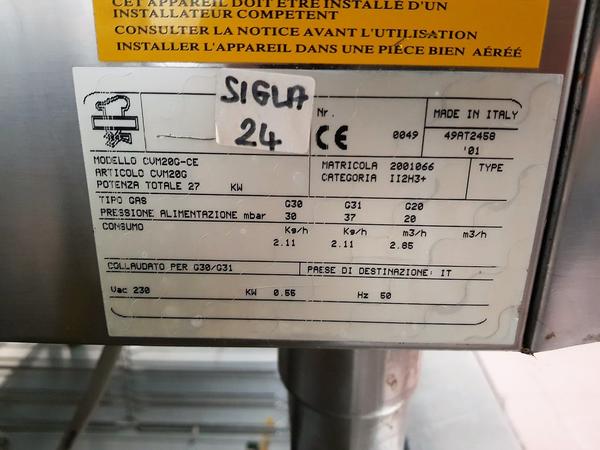 CET APPAREIL DOIT ETRE INSTALLE D'UN
INSTALLATEUR COMPETENT
CONSULTER LA NOTICE AVANT L'UTILISATION
INSTALLER L'APPAREIL DANS UNE PIÈCE BIEN AÉRÉE
SIGLA
24
Nr.
CE 0049
MADE IN ITALY
49AT2458
'01
MODELLO CVM20G-CE
ARTICOLO CVM20G
POTENZA TOTALE 27 KW
MATRICOLA 2001066
CATEGORIA II2H3+
TYPE
TIPO GAS G30 G31 G20
PRESSIONE ALIMENTAZIONE mbar 30 37 20
CONSUMO Kg/h Kg/h m3/h m3/h
2.11 2.11 2.85
COLLAUDATO PER G30/G31 PAESE DI DESTINAZIONE: IT
Vac 230 KW 0.55 Hz 50